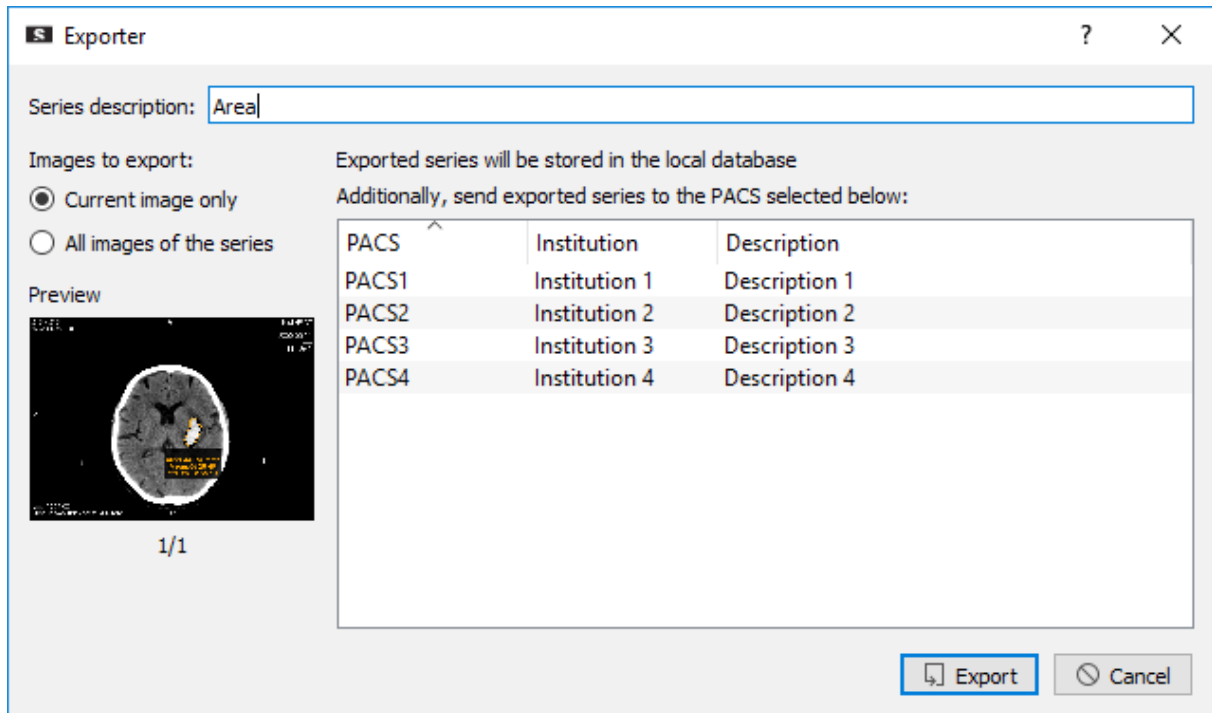 Exporter
Series description: Area
Images to export:
Current image only
All images of the series
Preview
1/1
Exported series will be stored in the local database
Additionally, send exported series to the PACS selected below:
PACS Institution Description
PACS1 Institution 1 Description 1
PACS2 Institution 2 Description 2
PACS3 Institution 3 Description 3
PACS4 Institution 4 Description 4
Export Cancel